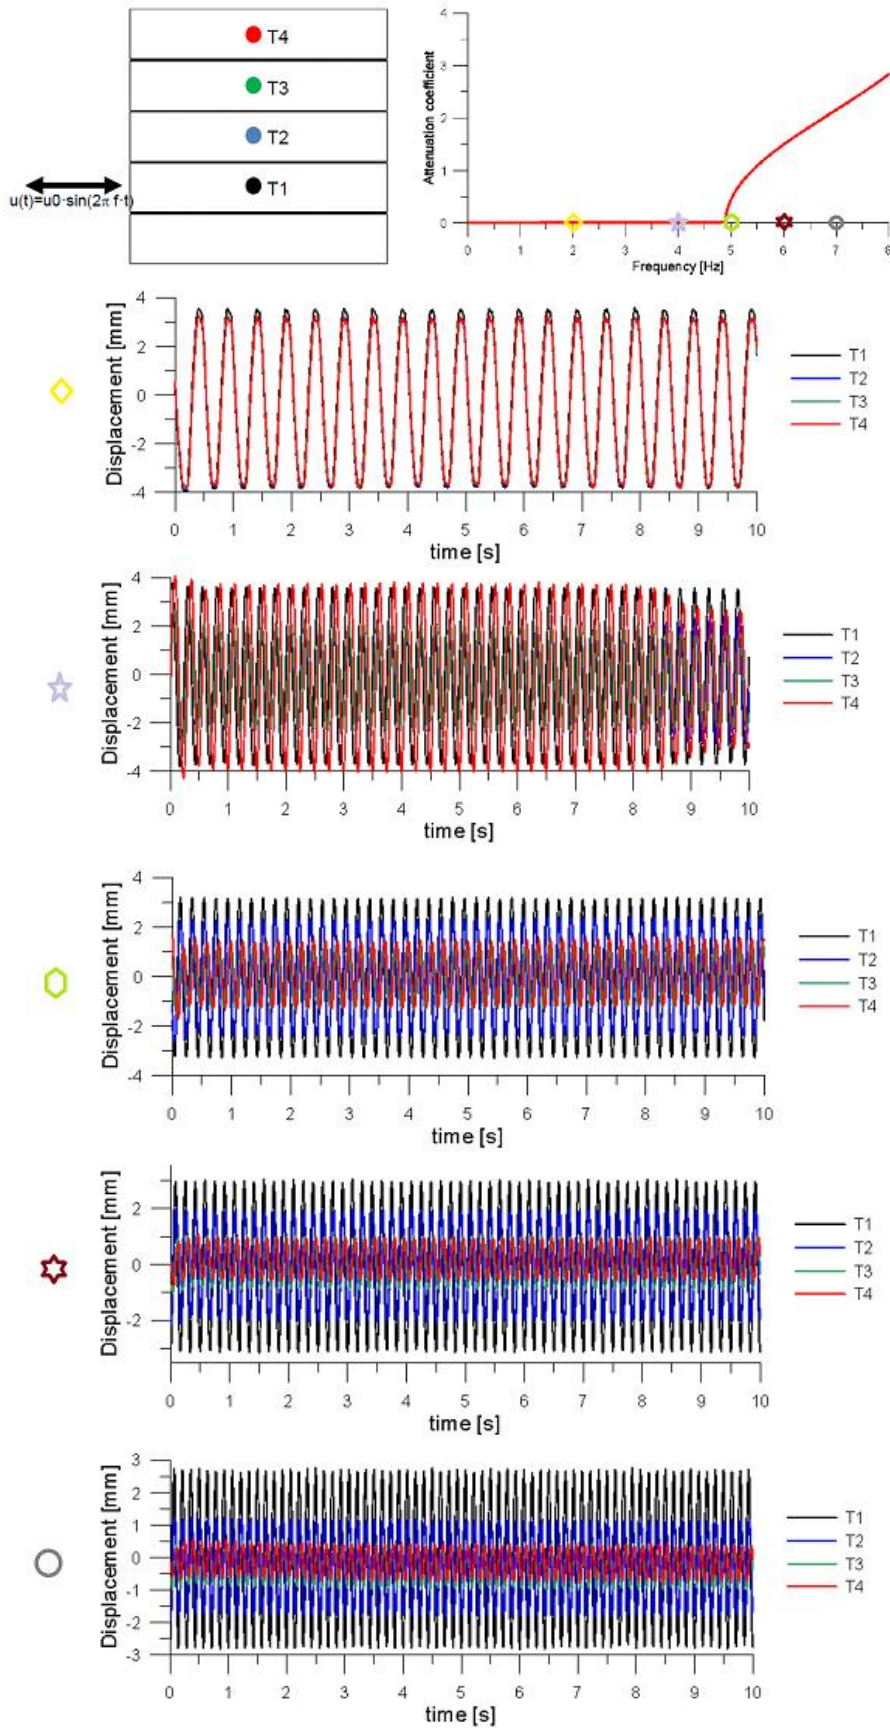 T4
T3
T2
T1
u(t)=u0·sin(2π f·t)
Attenuation coefficient
4
3
2
1
0
0 1 2 3 4 5 6 7 8
Frequency [Hz]
Displacement [mm]
4
2
0
-2
-4
0 1 2 3 4 5 6 7 8 9 10
time [s]
T1
T2
T3
T4
Displacement [mm]
4
2
0
-2
-4
0 1 2 3 4 5 6 7 8 9 10
time [s]
T1
T2
T3
T4
Displacement [mm]
4
2
0
-2
-4
0 1 2 3 4 5 6 7 8 9 10
time [s]
T1
T2
T3
T4
Displacement [mm]
2
0
-2
0 1 2 3 4 5 6 7 8 9 10
time [s]
T1
T2
T3
T4
Displacement [mm]
3
2
1
0
-1
-2
-3
0 1 2 3 4 5 6 7 8 9 10
time [s]
T1
T2
T3
T4